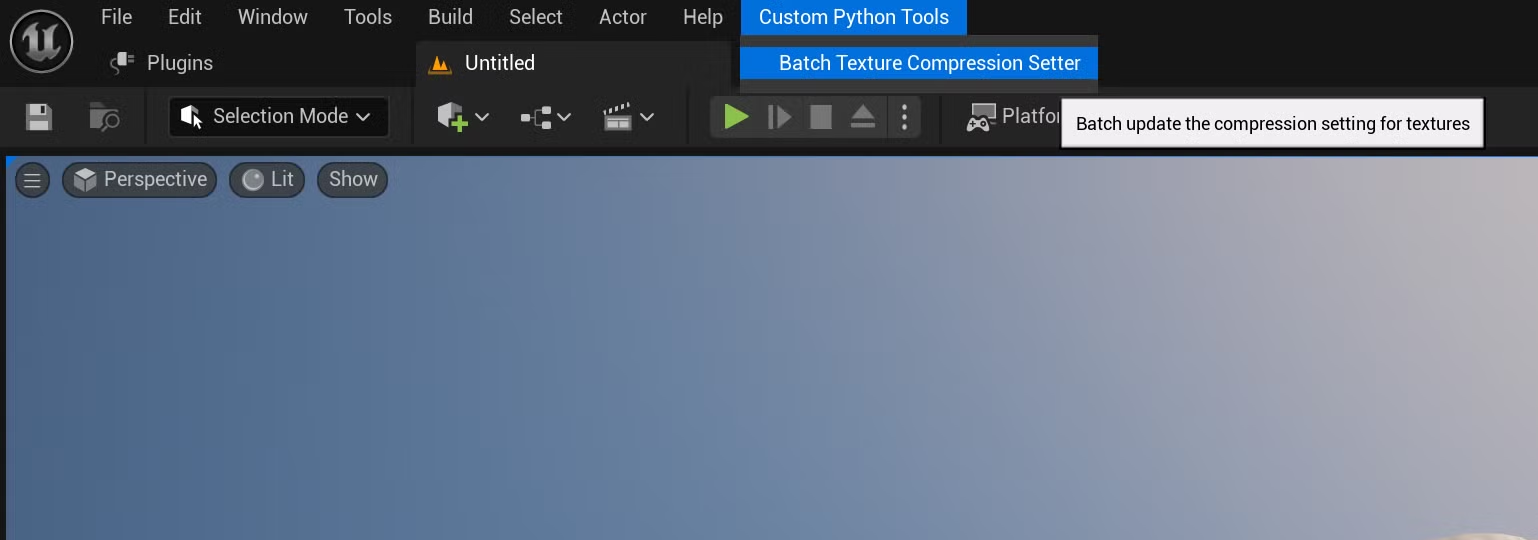 File Edit Window Tools Build Select Actor Help Custom Python Tools
Plugins Untitled Batch Texture Compression Setter
Selection Mode Platfo
Batch update the compression setting for textures
Perspective Lit Show